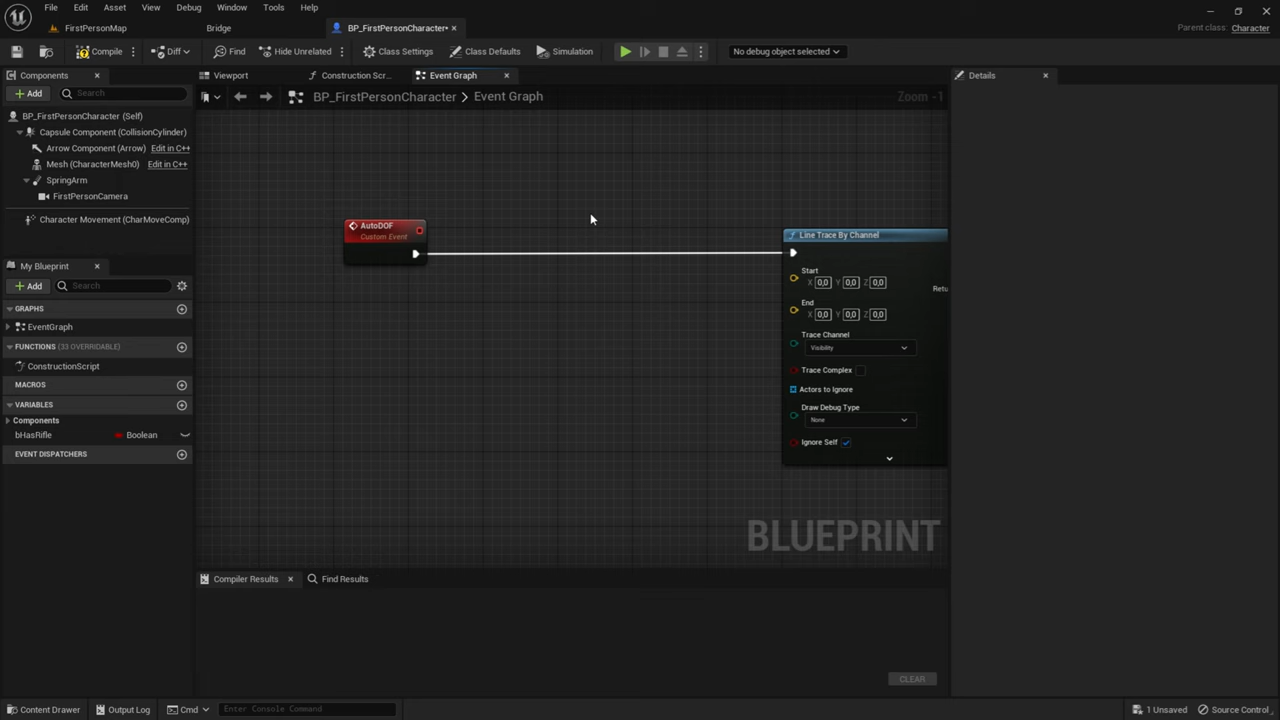 File Edit Asset View Debug Window Tools Help
FirstPersonMap Bridge BP_FirstPersonCharacter• Parent class: Character
Compile Diff Find Hide Unrelated Class Settings Class Defaults Simulation No debug object selected
Components Viewport Construction Scr... Event Graph Details
Add Search BP_FirstPersonCharacter > Event Graph Zoom -1
BP_FirstPersonCharacter (Self)
Capsule Component (CollisionCylinder)
Arrow Component (Arrow) Edit in C++
Mesh (CharacterMesh0) Edit in C++
SpringArm
FirstPersonCamera
Character Movement (CharMoveComp)
My Blueprint
Add Search
GRAPHS
EventGraph
FUNCTIONS (33 OVERRIDABLE)
ConstructionScript
MACROS
VARIABLES
Components
bHasRifle Boolean
EVENT DISPATCHERS
AutoDOF
Custom Event
Line Trace By Channel
Start
X 0,0 Y 0,0 Z 0,0
Retu
End
X 0,0 Y 0,0 Z 0,0
Trace Channel
Visibility
Trace Complex
Actors to Ignore
Draw Debug Type
None
Ignore Self
BLUEPRINT
Compiler Results Find Results
CLEAR
Content Drawer Output Log Cmd Enter Console Command 1 Unsaved Source Control